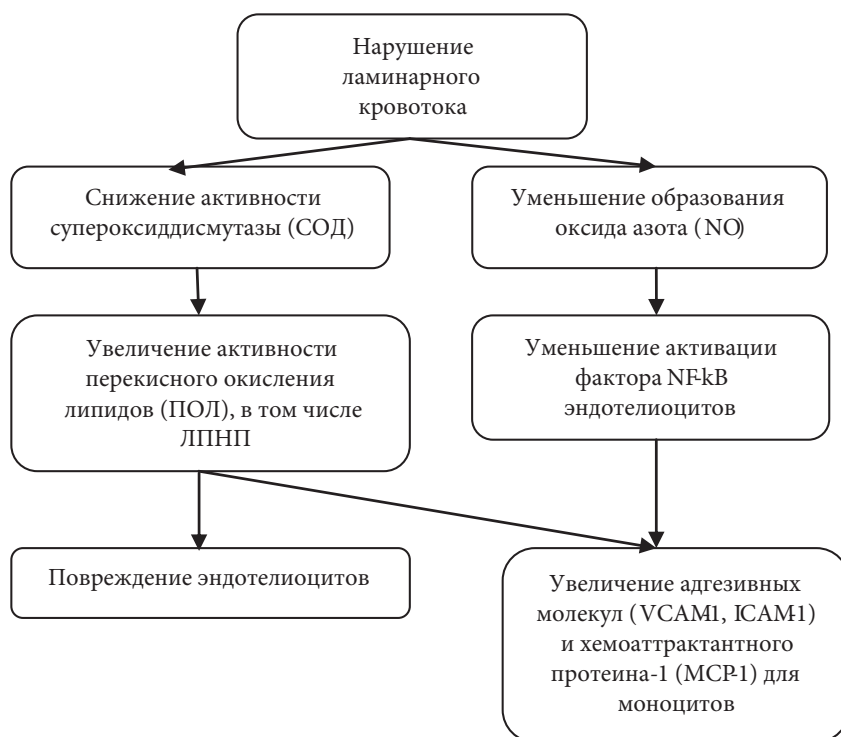 Нарушение
ламинарного
кровотока
Снижение активности
супероксиддисмутазы (СОД)
Уменьшение образования
оксида азота (NO)
Увеличение активности
перекисного окисления
липидов (ПОЛ), в том числе
ЛПНП
Уменьшение активации
фактора NF-kB
эндотелиоцитов
Повреждение эндотелиоцитов
Увеличение адгезивных
молекул (VCAM-1, ICAM-1)
и хемоаттрактантного
протеина-1 (MCP-1) для
моноцитов